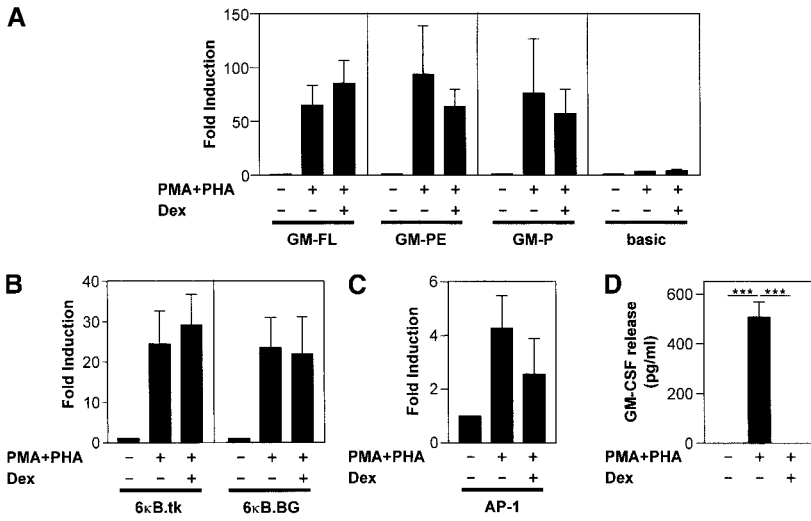 A
Fold Induction
150
100
50
0
PMA+PHA − + + − + + − + + − + +
Dex − − + − − + − − + − − +
GM-FL GM-PE GM-P basic
B
Fold Induction
40
30
20
10
0
PMA+PHA − + + − + +
Dex − − + − − +
6κB.tk 6κB.BG
C
Fold Induction
6
4
2
0
PMA+PHA − + +
Dex − − +
AP-1
D
GM-CSF release
(pg/ml)
600
400
200
0
*** ***
PMA+PHA − + +
Dex − − +